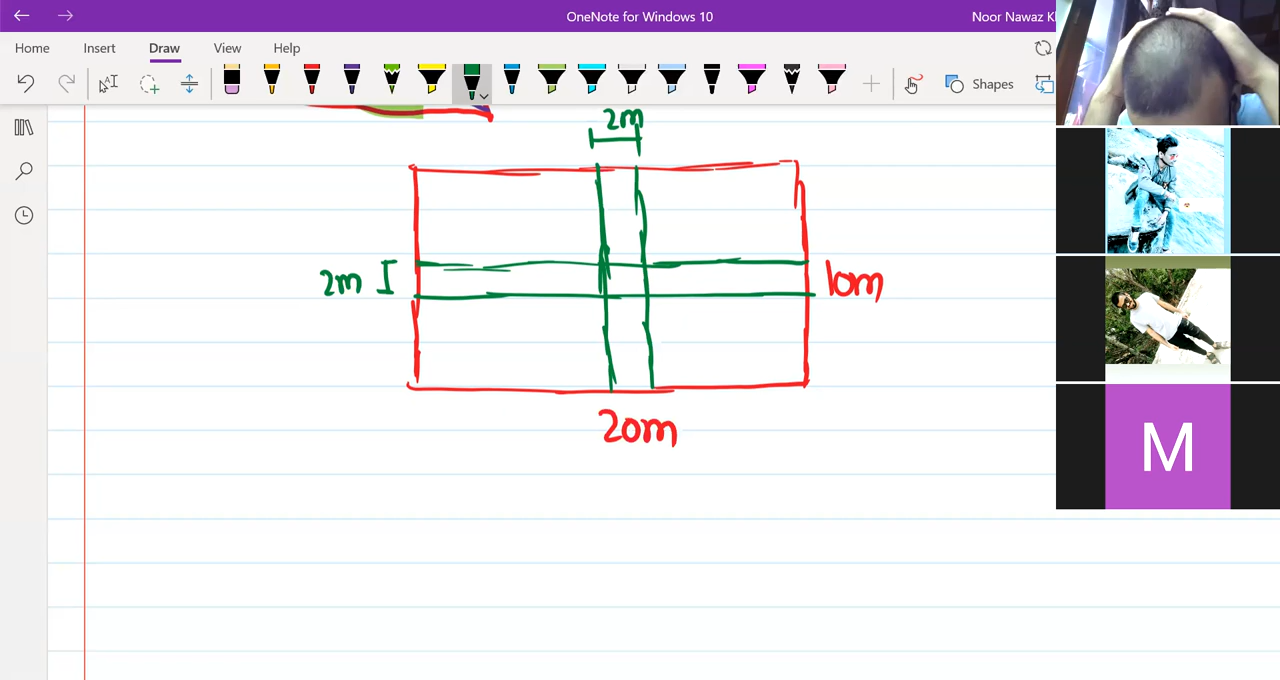 OneNote for Windows 10
Noor Nawaz K
Home Insert Draw View Help
Shapes
2m
2m
10m
20m
M